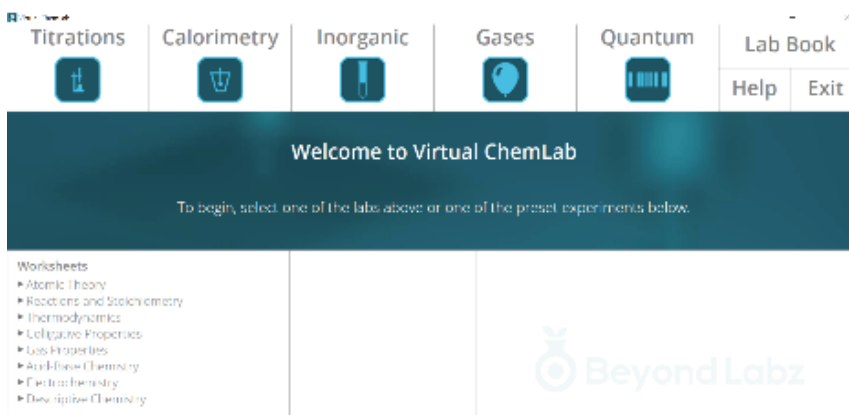 Virtual ChemLab
Titrations
Calorimetry
Inorganic
Gases
Quantum
Lab Book
Help
Exit
Welcome to Virtual ChemLab
To begin, select one of the labs above or one of the preset experiments below.
Worksheets
Atomic Theory
Reactions and Stoichiometry
Thermodynamics
Colligative Properties
Gas Properties
Acid-Base Chemistry
Electrochemistry
Descriptive Chemistry
Beyond Labz